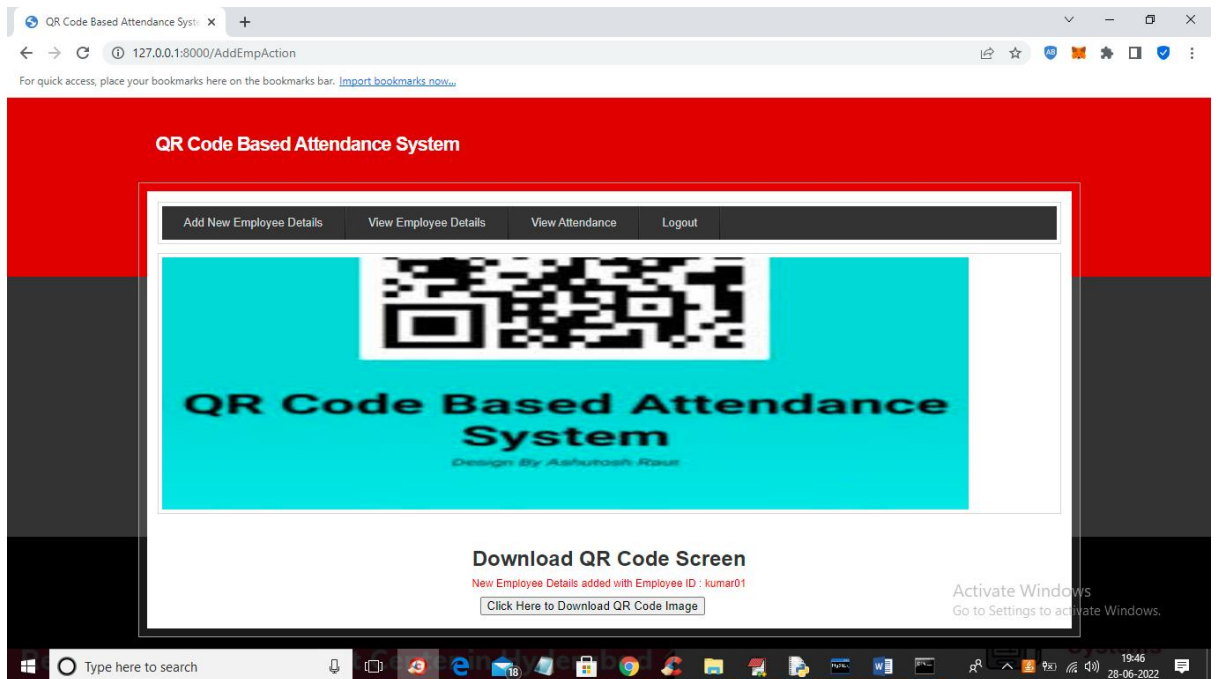 QR Code Based Attendance Syste
127.0.0.1:8000/AddEmpAction
For quick access, place your bookmarks here on the bookmarks bar. Import bookmarks now...
QR Code Based Attendance System
Add New Employee Details View Employee Details View Attendance Logout
QR Code Based Attendance
System
Design By Ashutosh Raut
Download QR Code Screen
New Employee Details added with Employee ID : kumar01
Click Here to Download QR Code Image
Activate Windows
Go to Settings to activate Windows.
Type here to search
18
19:46
28-06-2022